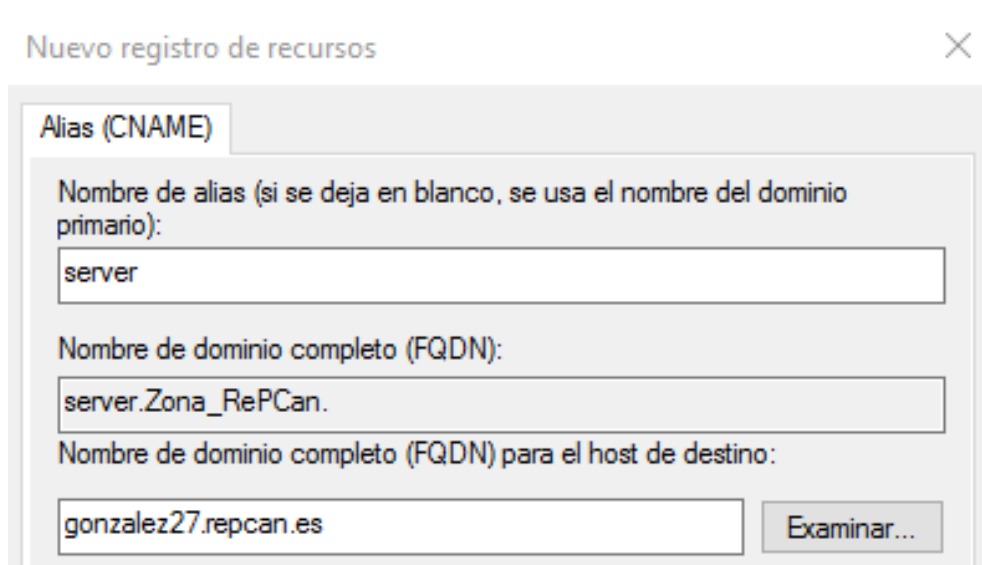 Nuevo registro de recursos
Alias (CNAME)
Nombre de alias (si se deja en blanco, se usa el nombre del dominio
primario):
server
Nombre de dominio completo (FQDN):
server.Zona_RePCan.
Nombre de dominio completo (FQDN) para el host de destino:
gonzalez27.repcan.es
Examinar...